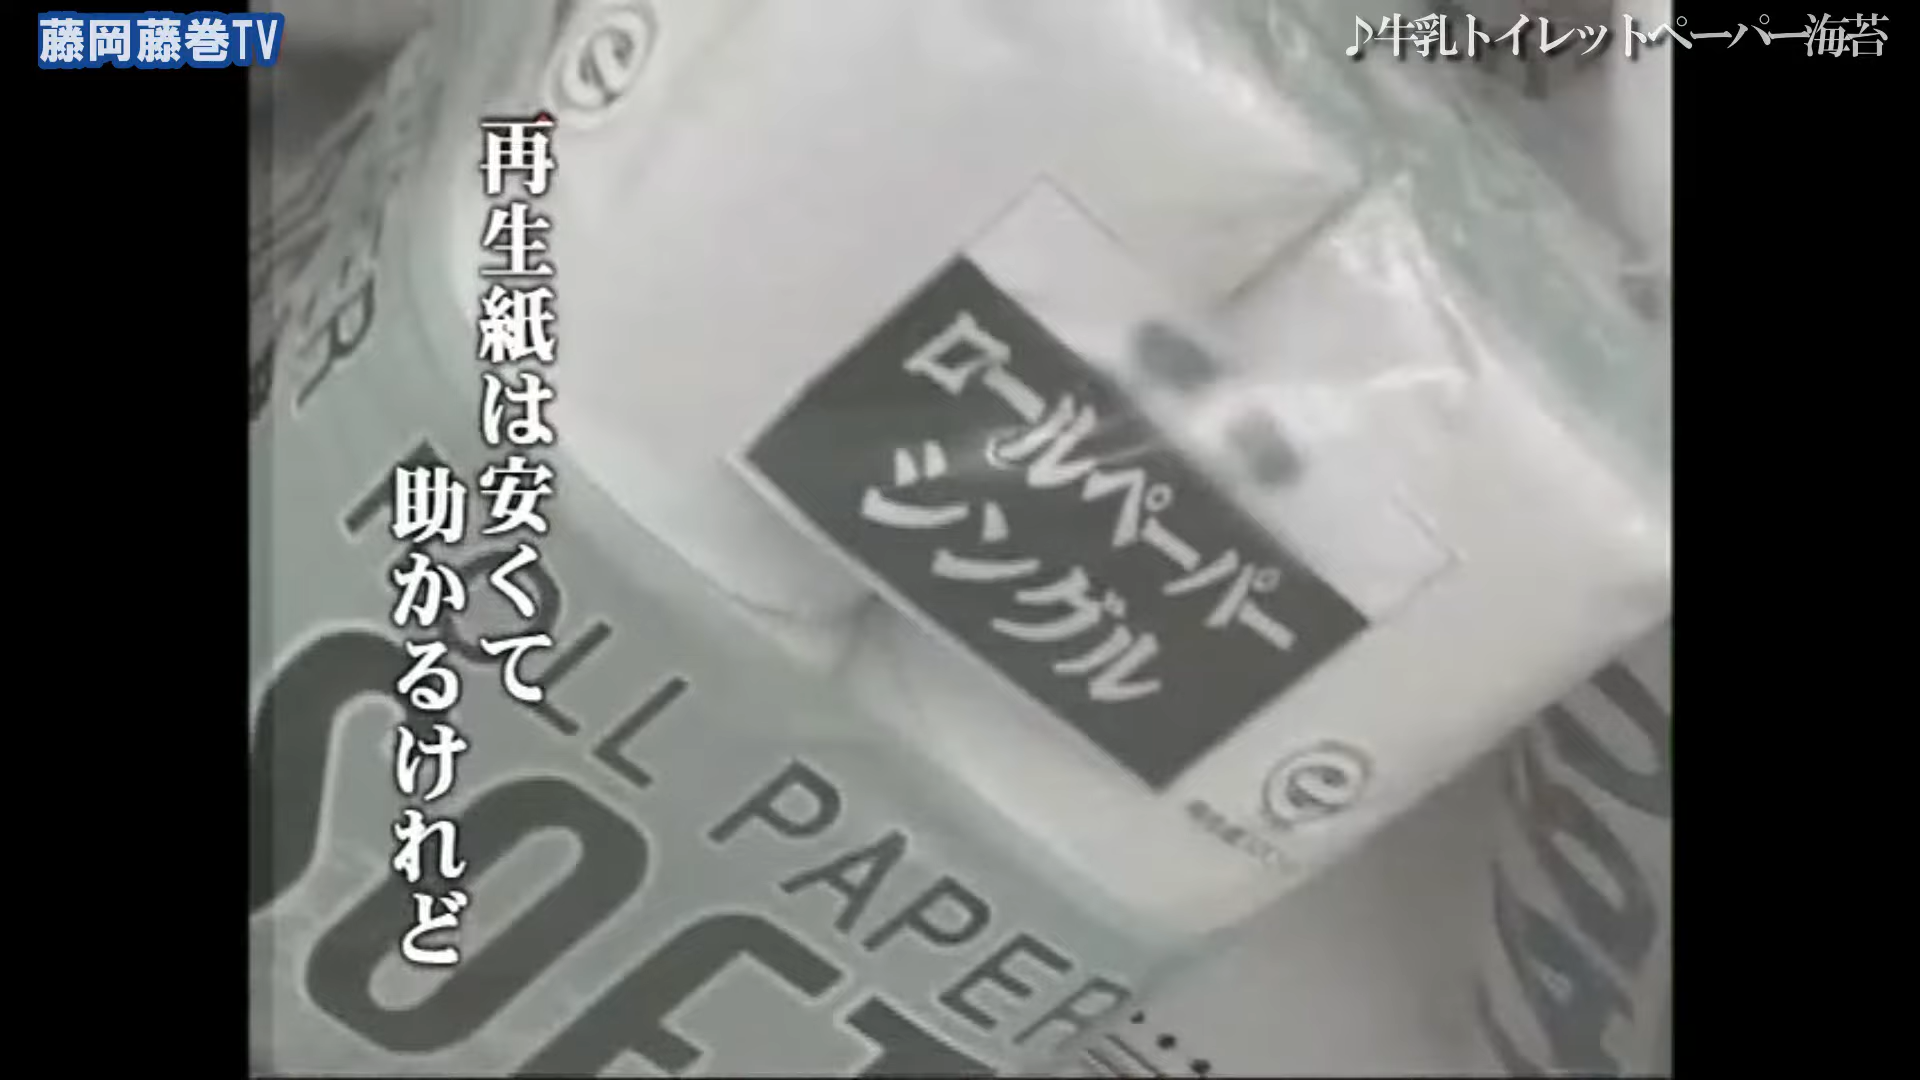 藤岡藤巻TV
♪牛乳トイレットペーパー海苔
再生紙は安くて
助かるけれど
ロールペーパー
シングル
ROLL PAPER
SOFT